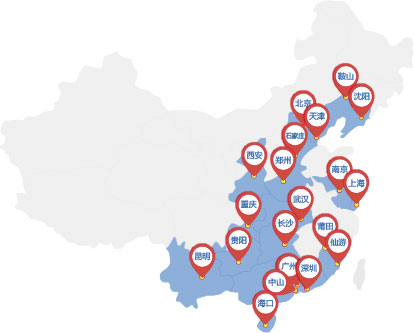 鞍山
沈阳
北京
天津
石家庄
西安
郑州
南京
上海
重庆
武汉
长沙
莆田
贵阳
仙游
昆明
广州
深圳
中山
海口